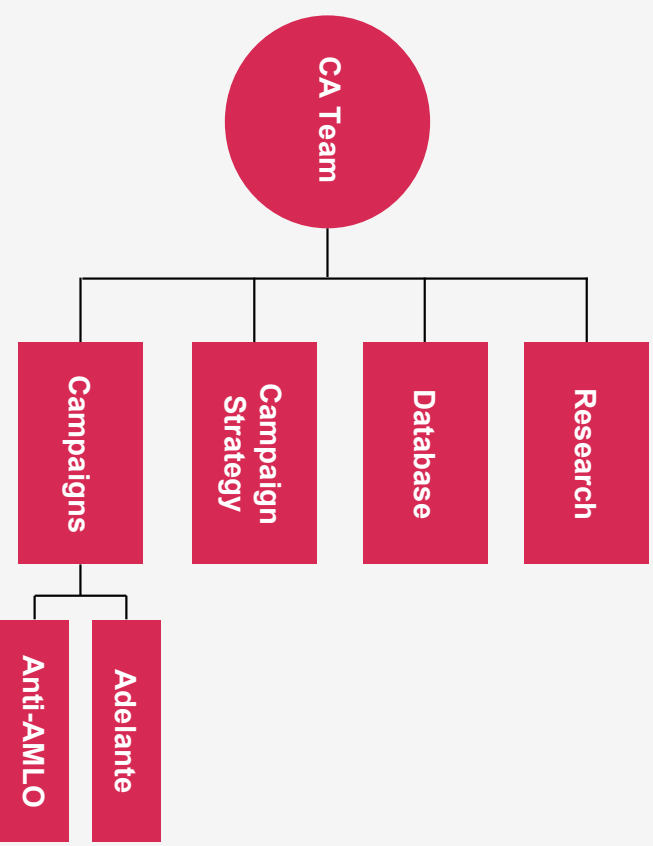 CA Team
Research
Database
Campaign
Strategy
Campaigns
Adelante
Anti-AMLO